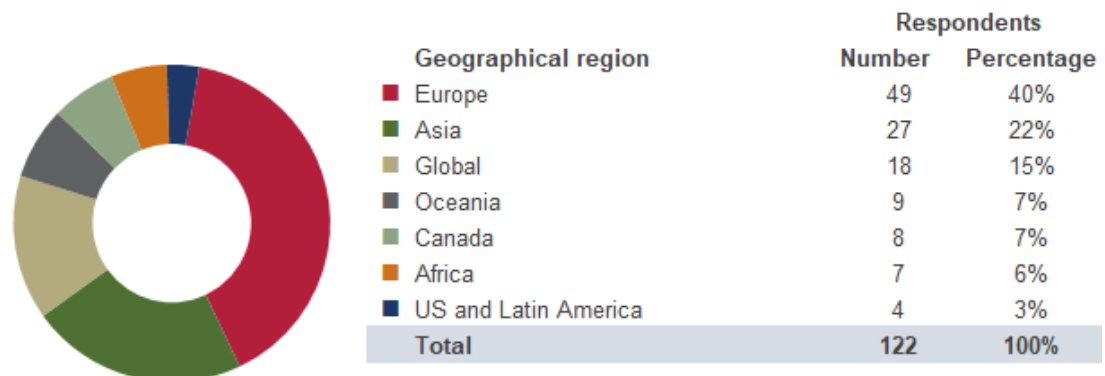 Respondents
Geographical region Number Percentage
Europe 49 40%
Asia 27 22%
Global 18 15%
Oceania 9 7%
Canada 8 7%
Africa 7 6%
US and Latin America 4 3%
Total 122 100%